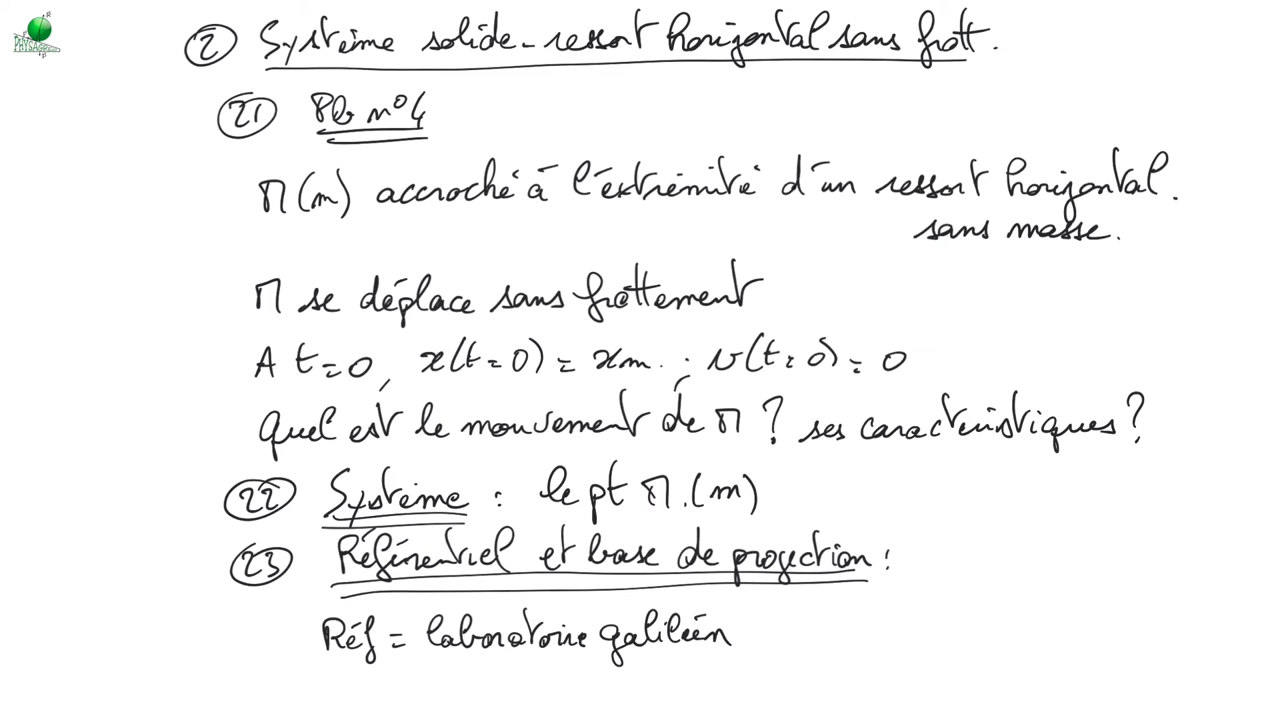 ② Système solide-ressort horizontal sans frott.
㉑ Pb n°4
M(m) accroché à l'extrémité d'un ressort horizontal.
sans masse.
M se déplace sans frottement
A t=0, x(t=0) = xm . ; v(t=0) = 0
Quel est le mouvement de M ? ses caractéristiques ?
㉒ Système : le pt M.(m)
㉓ Référentiel et base de projection :
Réf = laboratoire galiléen